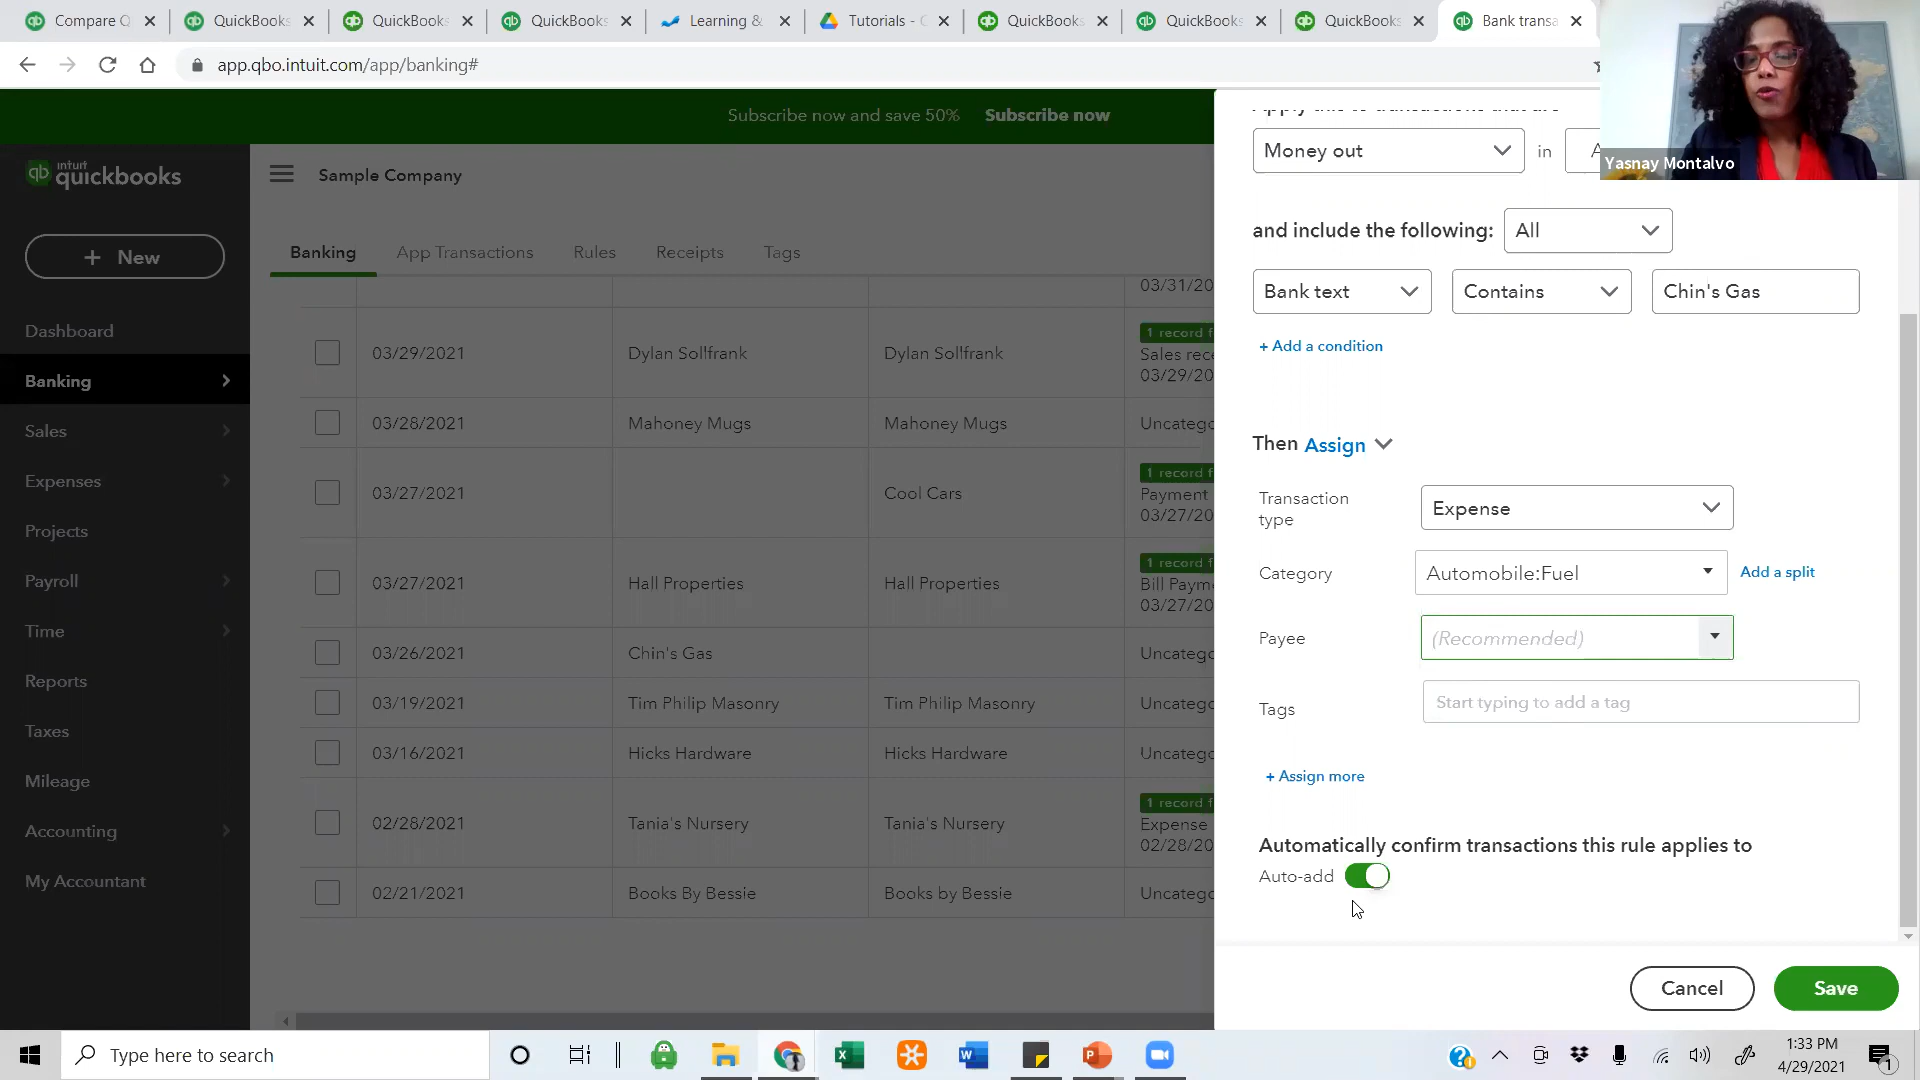 Compare Q
QuickBooks
QuickBooks
QuickBooks
Learning &
Tutorials -
QuickBooks
QuickBooks
QuickBooks
Bank transa
app.qbo.intuit.com/app/banking#
Subscribe now and save 50% Subscribe now
intuit
quickbooks
Sample Company
+ New
Banking
App Transactions
Rules
Receipts
Tags
Dashboard
Banking
Sales
Expenses
Projects
Payroll
Time
Reports
Taxes
Mileage
Accounting
My Accountant
03/31/20
03/29/2021 Dylan Sollfrank Dylan Sollfrank
1 record f
Sales rece
03/29/20
03/28/2021 Mahoney Mugs Mahoney Mugs Uncatego
03/27/2021 Cool Cars
1 record f
Payment
03/27/20
03/27/2021 Hall Properties Hall Properties
1 record f
Bill Payme
03/27/20
03/26/2021 Chin's Gas Uncatego
03/19/2021 Tim Philip Masonry Tim Philip Masonry Uncatego
03/16/2021 Hicks Hardware Hicks Hardware Uncatego
02/28/2021 Tania's Nursery Tania's Nursery
1 record f
Expense
02/28/20
02/21/2021 Books By Bessie Books by Bessie Uncatego
Money out in
and include the following: All
Bank text Contains Chin's Gas
+ Add a condition
Then Assign
Transaction
type
Expense
Category Automobile:Fuel Add a split
Payee (Recommended)
Tags Start typing to add a tag
+ Assign more
Automatically confirm transactions this rule applies to
Auto-add
Cancel Save
Yasnay Montalvo
Type here to search
1:33 PM
4/29/2021
1